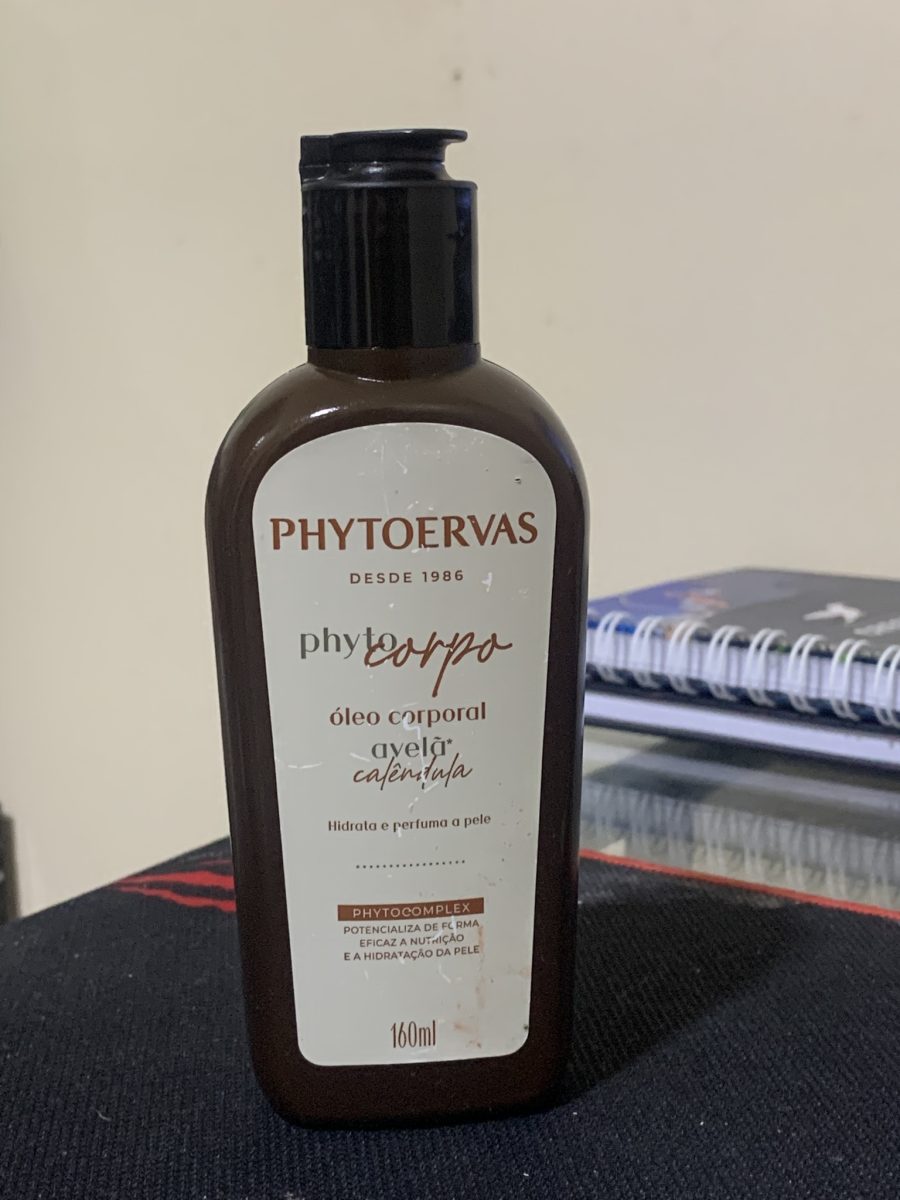 PHYTOERVAS
DESDE 1986
phyto corpo
óleo corporal
avelã*
calêndula
Hidrata e perfuma a pele
PHYTOCOMPLEX
POTENCIALIZA DE FORMA
EFICAZ A NUTRIÇÃO
E A HIDRATAÇÃO DA PELE
160ml